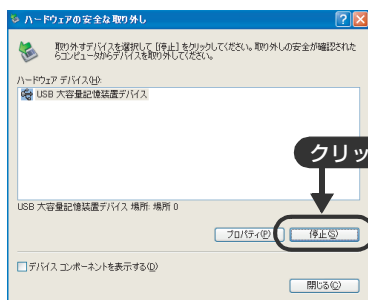 ハードウェアの安全な取り外し
取り外すデバイスを選択して [停止] をクリックしてください。取り外しの安全が確認された
らコンピュータからデバイスを取り外してください。
ハードウェア デバイス(H):
USB 大容量記憶装置デバイス
クリッ
USB 大容量記憶装置デバイス 場所: 場所 0
プロパティ(P)
停止(S)
デバイス コンポーネントを表示する(D)
閉じる(C)